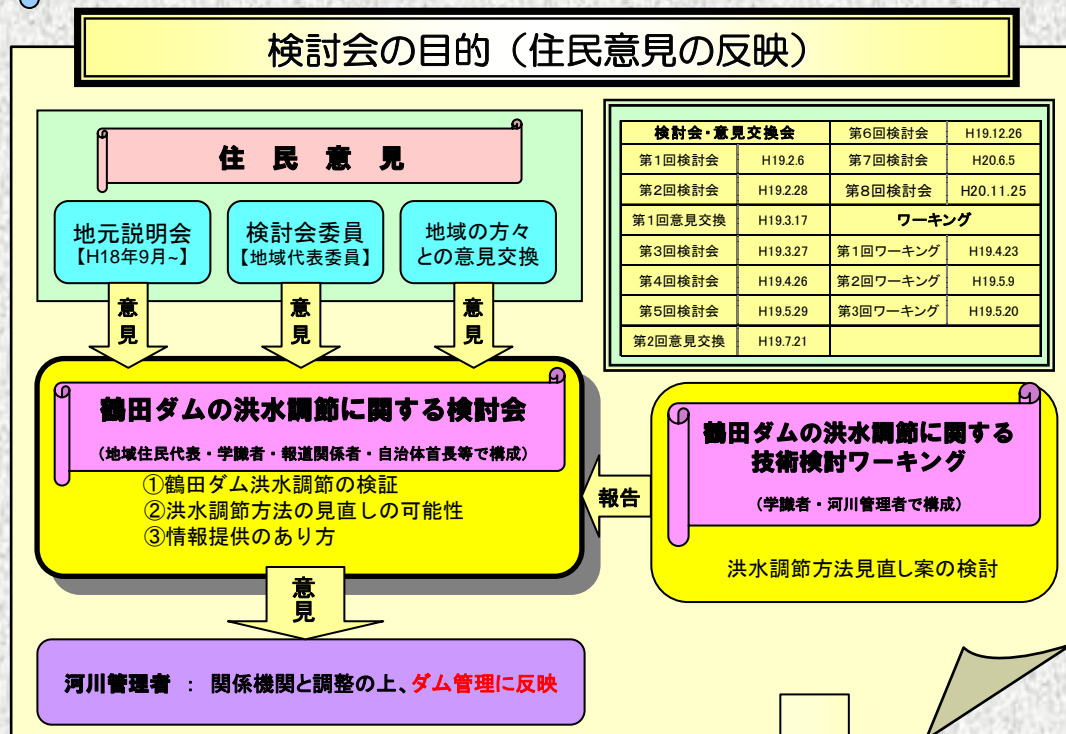 検討会の目的（住民意見の反映）
住民意見
地元説明会
【H18年9月~】
検討会委員
【地域代表委員】
地域の方々
との意見交換
意見
意見
意見
検討会・意見交換会 第6回検討会 H19.12.26
第1回検討会 H19.2.6 第7回検討会 H20.6.5
第2回検討会 H19.2.28 第8回検討会 H20.11.25
第1回意見交換 H19.3.17 ワーキング
第3回検討会 H19.3.27 第1回ワーキング H19.4.23
第4回検討会 H19.4.26 第2回ワーキング H19.5.9
第5回検討会 H19.5.29 第3回ワーキング H19.5.20
第2回意見交換 H19.7.21
鶴田ダムの洪水調節に関する検討会
（地域住民代表・学識者・報道関係者・自治体首長等で構成）
①鶴田ダム洪水調節の検証
②洪水調節方法の見直しの可能性
③情報提供のあり方
報告
鶴田ダムの洪水調節に関する
技術検討ワーキング
（学識者・河川管理者で構成）
洪水調節方法見直し案の検討
意見
河川管理者 ： 関係機関と調整の上、ダム管理に反映